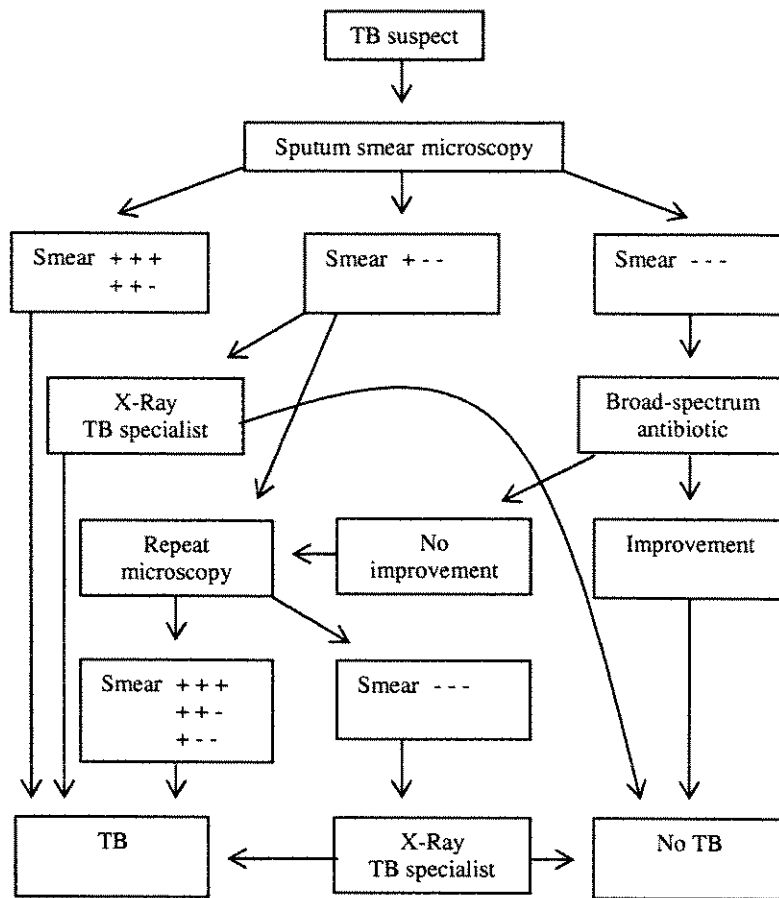 TB suspect
Sputum smear microscopy
Smear + + +
+ + -
Smear + - -
Smear - - -
X-Ray
TB specialist
Broad-spectrum
antibiotic
Repeat
microscopy
No
improvement
Improvement
Smear + + +
+ + -
+ - -
Smear - - -
TB
X-Ray
TB specialist
No TB